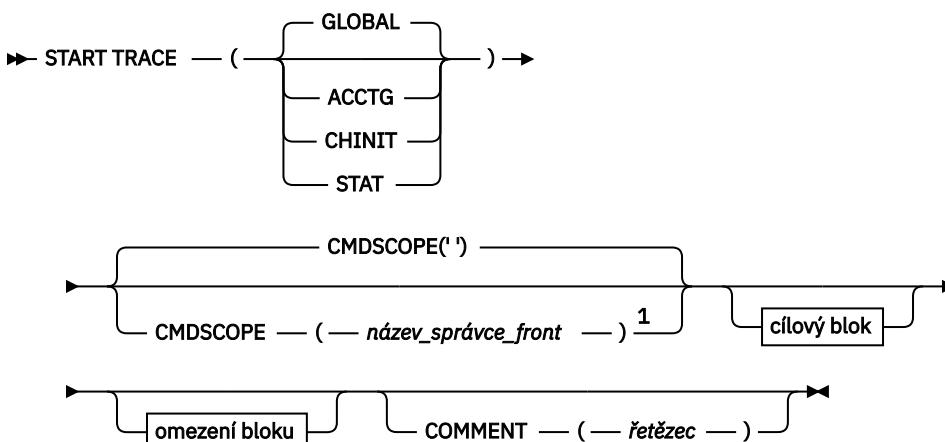 GLOBAL
START TRACE ( )
ACCTG
CHINIT
STAT
CMDSCOPE(' ')
CMDSCOPE ( název_správce_front ) 1
cílový blok
omezení bloku
COMMENT ( řetězec )